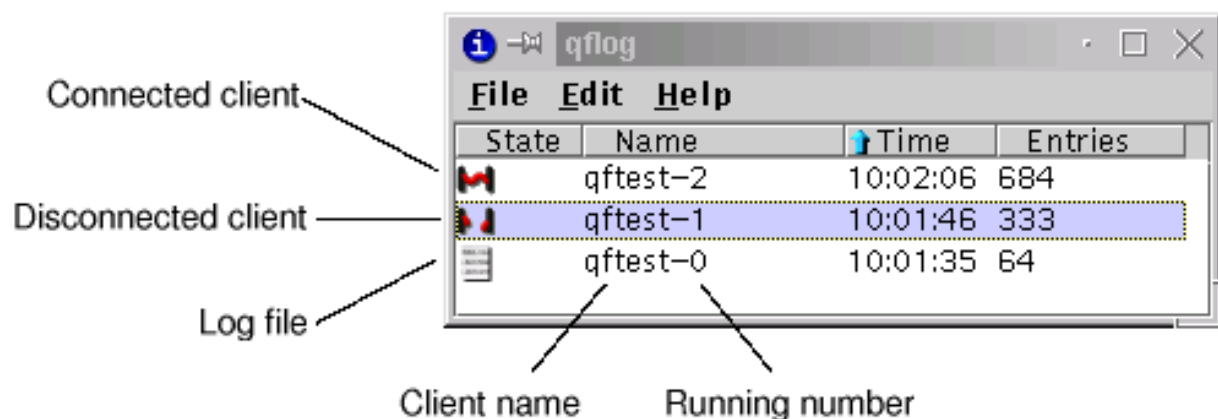 qflog
File Edit Help
Connected client
State Name Time Entries
qftest-2 10:02:06 684
Disconnected client
qftest-1 10:01:46 333
qftest-0 10:01:35 64
Log file
Client name Running number